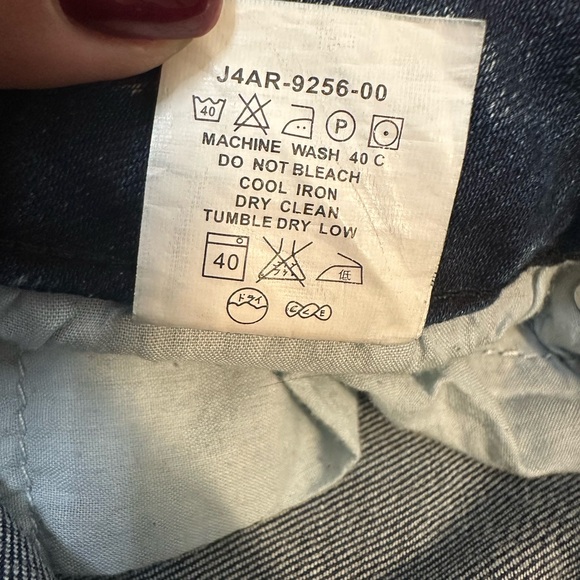 J4AR-9256-00
40 P
MACHINE WASH 40 C
DO NOT BLEACH
COOL IRON
DRY CLEAN
TUMBLE DRY LOW
40 低
ドライ